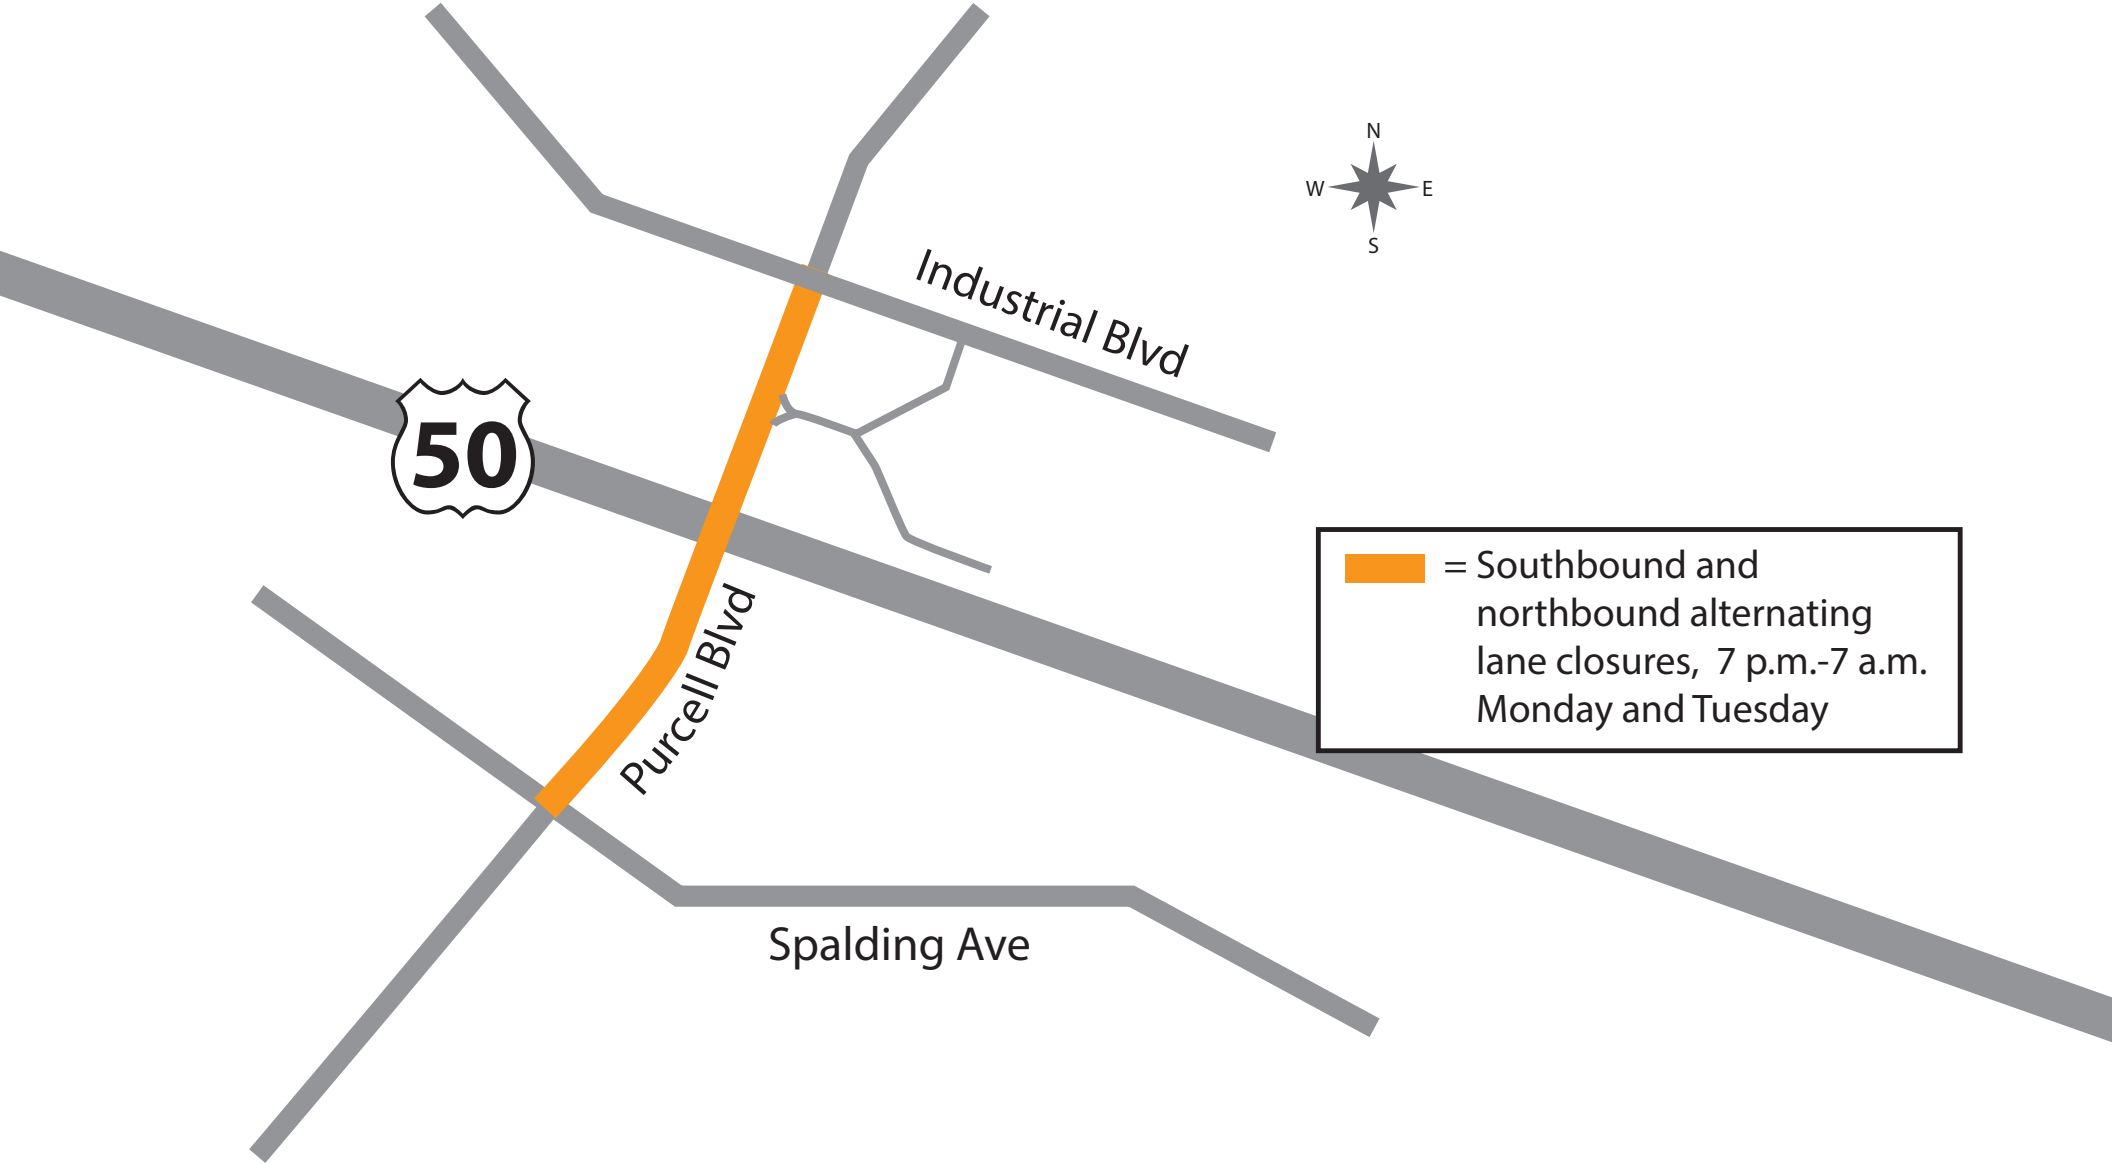 N
W
E
S
Industrial Blvd
50
= Southbound and
northbound alternating
lane closures, 7 p.m.-7 a.m.
Monday and Tuesday
Purcell Blvd
Spalding Ave